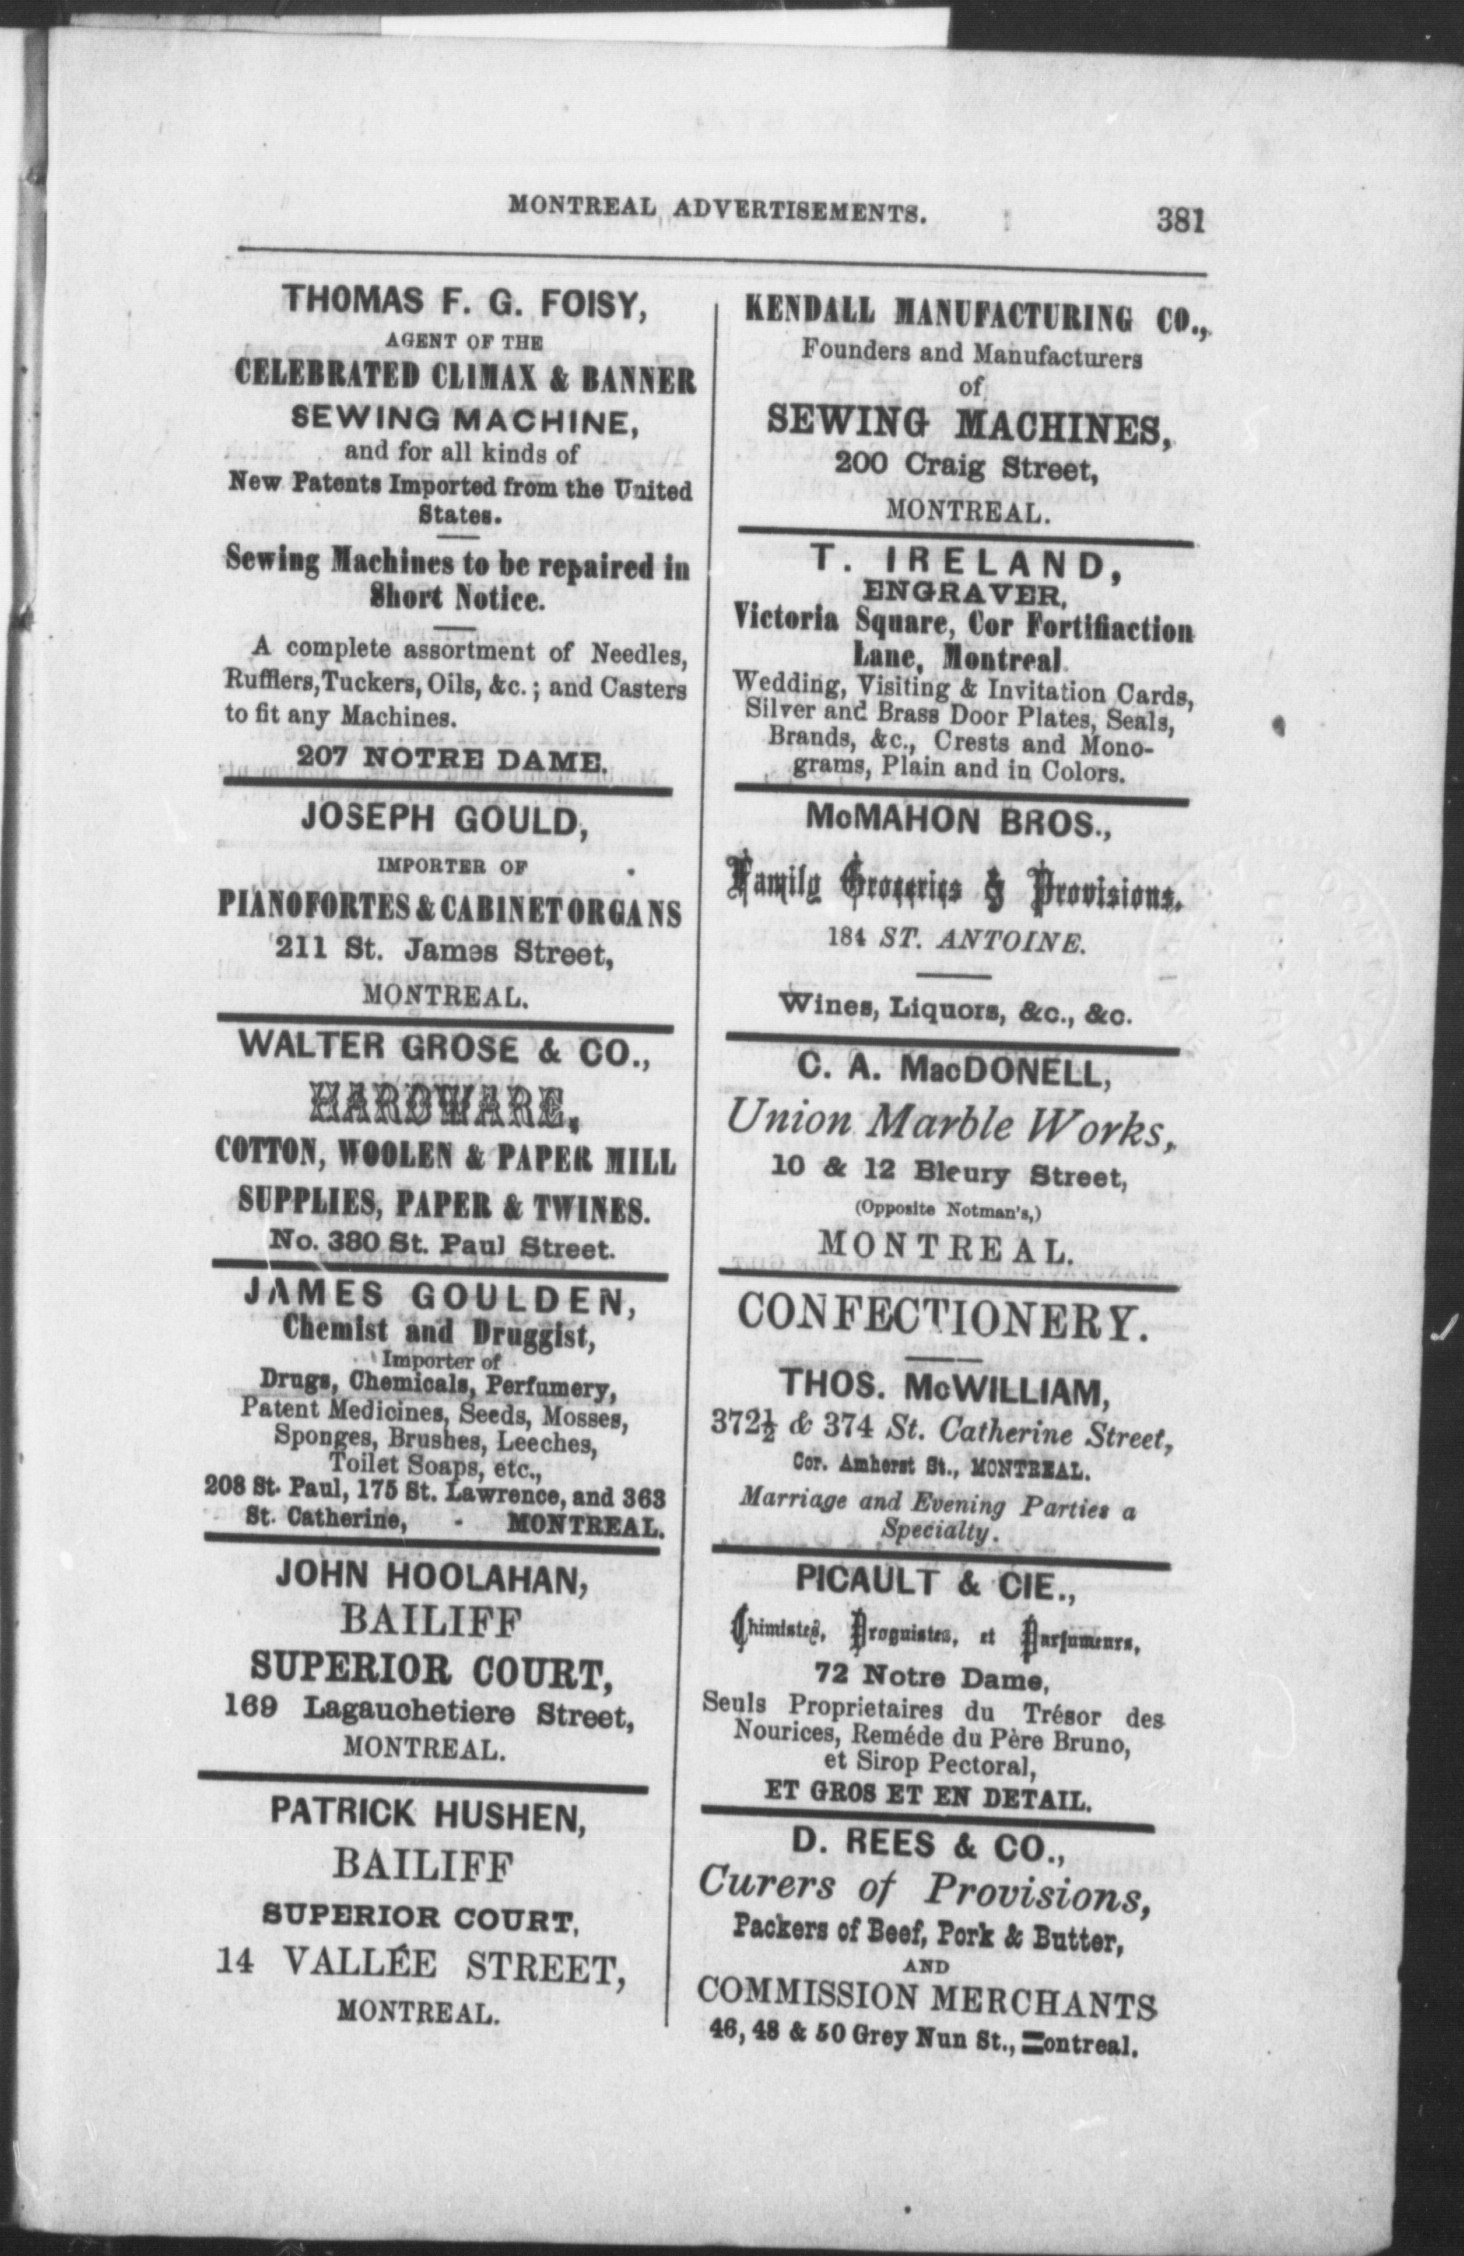 MONTREAL ADVERTISEMENTS.
381
THOMAS F. G. FOISY,
AGENT OF THE
CELEBRATED CLIMAX & BANNER
SEWING MACHINE,
and for all kinds of
New Patents Imported from the United
States.
Sewing Machines to be repaired in
Short Notice.
A complete assortment of Needles,
Rufflers, Tuckers, Oils, &c.; and Casters
to fit any Machines.
207 NOTRE DAME.
JOSEPH GOULD,
IMPORTER OF
PIANOFORTES & CABINET ORGANS
211 St. James Street,
MONTREAL.
WALTER GROSE & CO.,
HARDWARE,
COTTON, WOOLEN & PAPER MILL
SUPPLIES, PAPER & TWINES.
No. 380 St. Paul Street.
JAMES GOULDEN,
Chemist and Druggist,
Importer of
Drugs, Chemicals, Perfumery,
Patent Medicines, Seeds, Mosses,
Sponges, Brushes, Leeches,
Toilet Soaps, etc.,
208 St. Paul, 175 St. Lawrence, and 363
St. Catherine, - MONTREAL.
JOHN HOOLAHAN,
BAILIFF
SUPERIOR COURT,
169 Lagauchetiere Street,
MONTREAL.
PATRICK HUSHEN,
BAILIFF
SUPERIOR COURT,
14 VALLÉE STREET,
MONTREAL.
KENDALL MANUFACTURING CO.,
Founders and Manufacturers
of
SEWING MACHINES,
200 Craig Street,
MONTREAL.
T. IRELAND,
ENGRAVER,
Victoria Square, Cor Fortifiaction
Lane, Montreal.
Wedding, Visiting & Invitation Cards,
Silver and Brass Door Plates, Seals,
Brands, &c., Crests and Mono-
grams, Plain and in Colors.
McMAHON BROS.,
Family Groceries & Provisions,
184 ST. ANTOINE.
Wines, Liquors, &c., &c.
C. A. MacDONELL,
Union Marble Works,
10 & 12 Bleury Street,
(Opposite Notman's,)
MONTREAL.
CONFECTIONERY.
THOS. McWILLIAM,
372½ & 374 St. Catherine Street,
Cor. Amherst St., MONTREAL.
Marriage and Evening Parties a
Specialty.
PICAULT & CIE.,
Chimistes, Droguistes, et Parfumeurs,
72 Notre Dame,
Seuls Proprietaires du Trésor des
Nourices, Reméde du Père Bruno,
et Sirop Pectoral,
ET GROS ET EN DETAIL.
D. REES & CO.,
Curers of Provisions,
Packers of Beef, Pork & Butter,
AND
COMMISSION MERCHANTS
46, 48 & 50 Grey Nun St., Montreal.